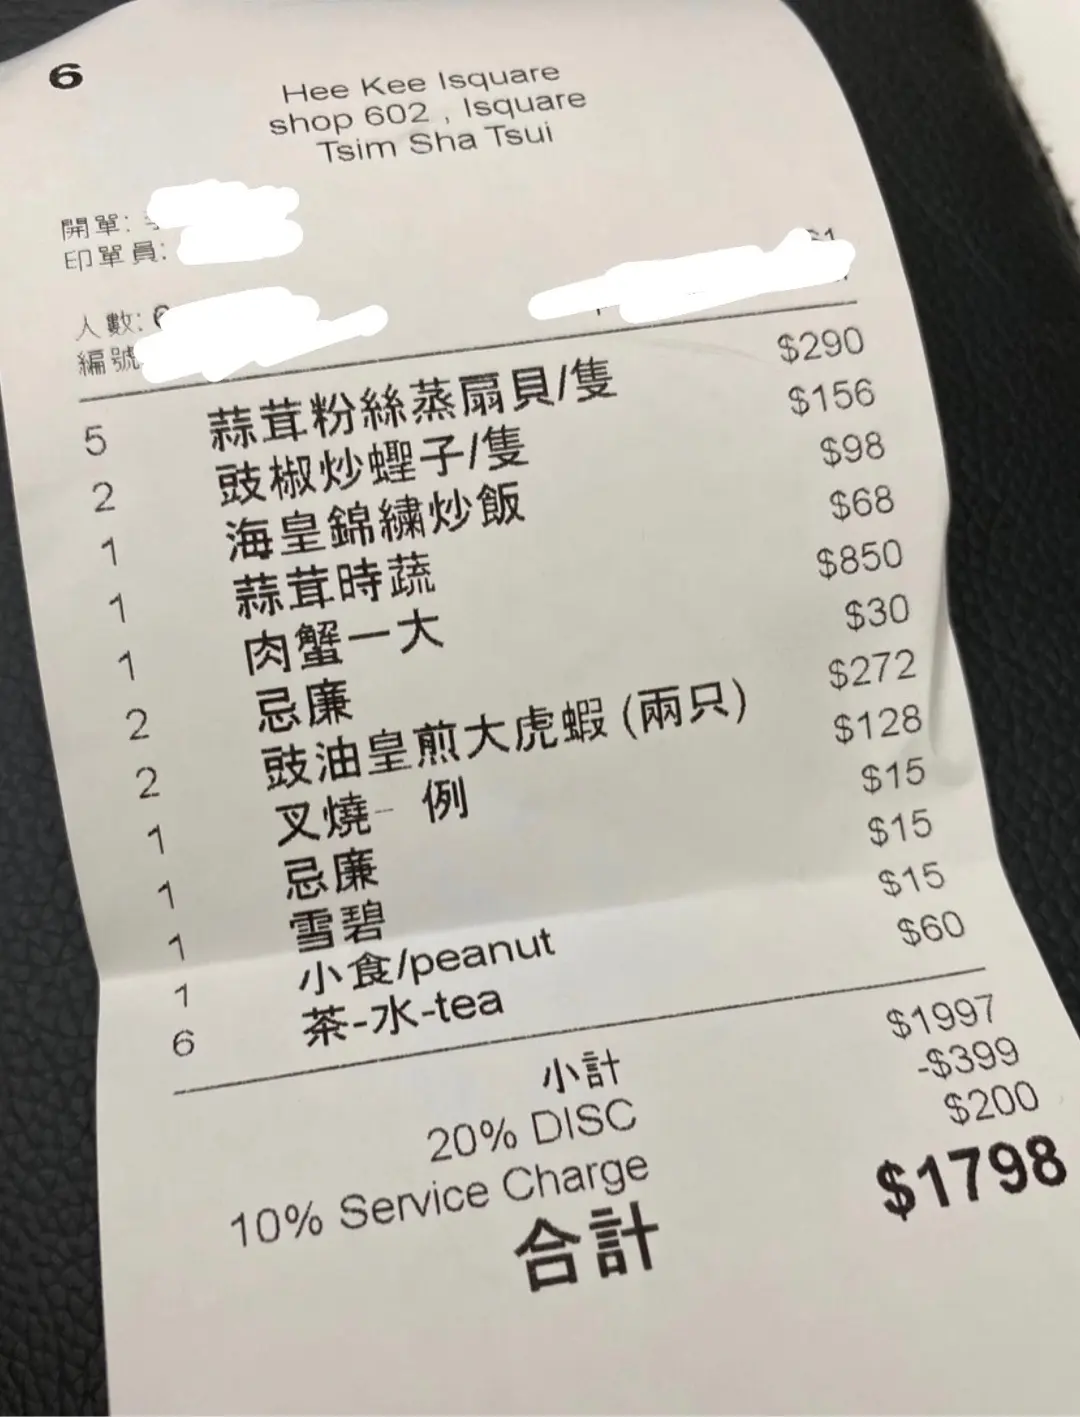 6
Hee Kee Isquare
shop 602 , Isquare
Tsim Sha Tsui
開單:
印單員:
人數: 6
編號
5 蒜茸粉絲蒸扇貝/隻 $290
2 豉椒炒蟶子/隻 $156
1 海皇錦繡炒飯 $98
1 蒜茸時蔬 $68
1 肉蟹一大 $850
2 忌廉 $30
2 豉油皇煎大虎蝦 (兩只) $272
1 叉燒- 例 $128
1 忌廉 $15
1 雪碧 $15
1 小食/peanut $15
6 茶-水-tea $60
小計 $1997
20% DISC -$399
10% Service Charge $200
合計 $1798